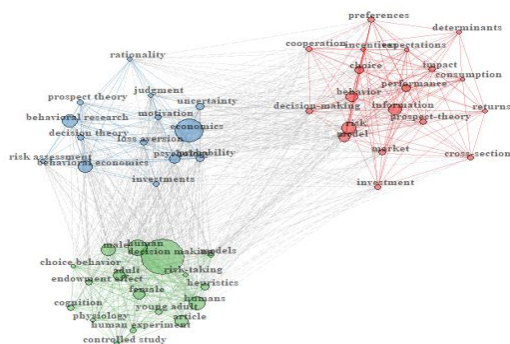 preferences
determinants
cooperation
incentives
expectations
choice
impact
consumption
performance
behavior
decision-making
information
returns
prospect-theory
risk
model
market
cross-section
investment
rationality
judgment
prospect theory
uncertainty
motivation
behavioral research
economics
decision theory
loss aversion
risk assessment
probability
behavioral economics
investments
male
human
decision making
models
choice behavior
adult
risk-taking
endowment effect
heuristics
female
humans
cognition
young adult
physiology
article
human experiment
controlled study